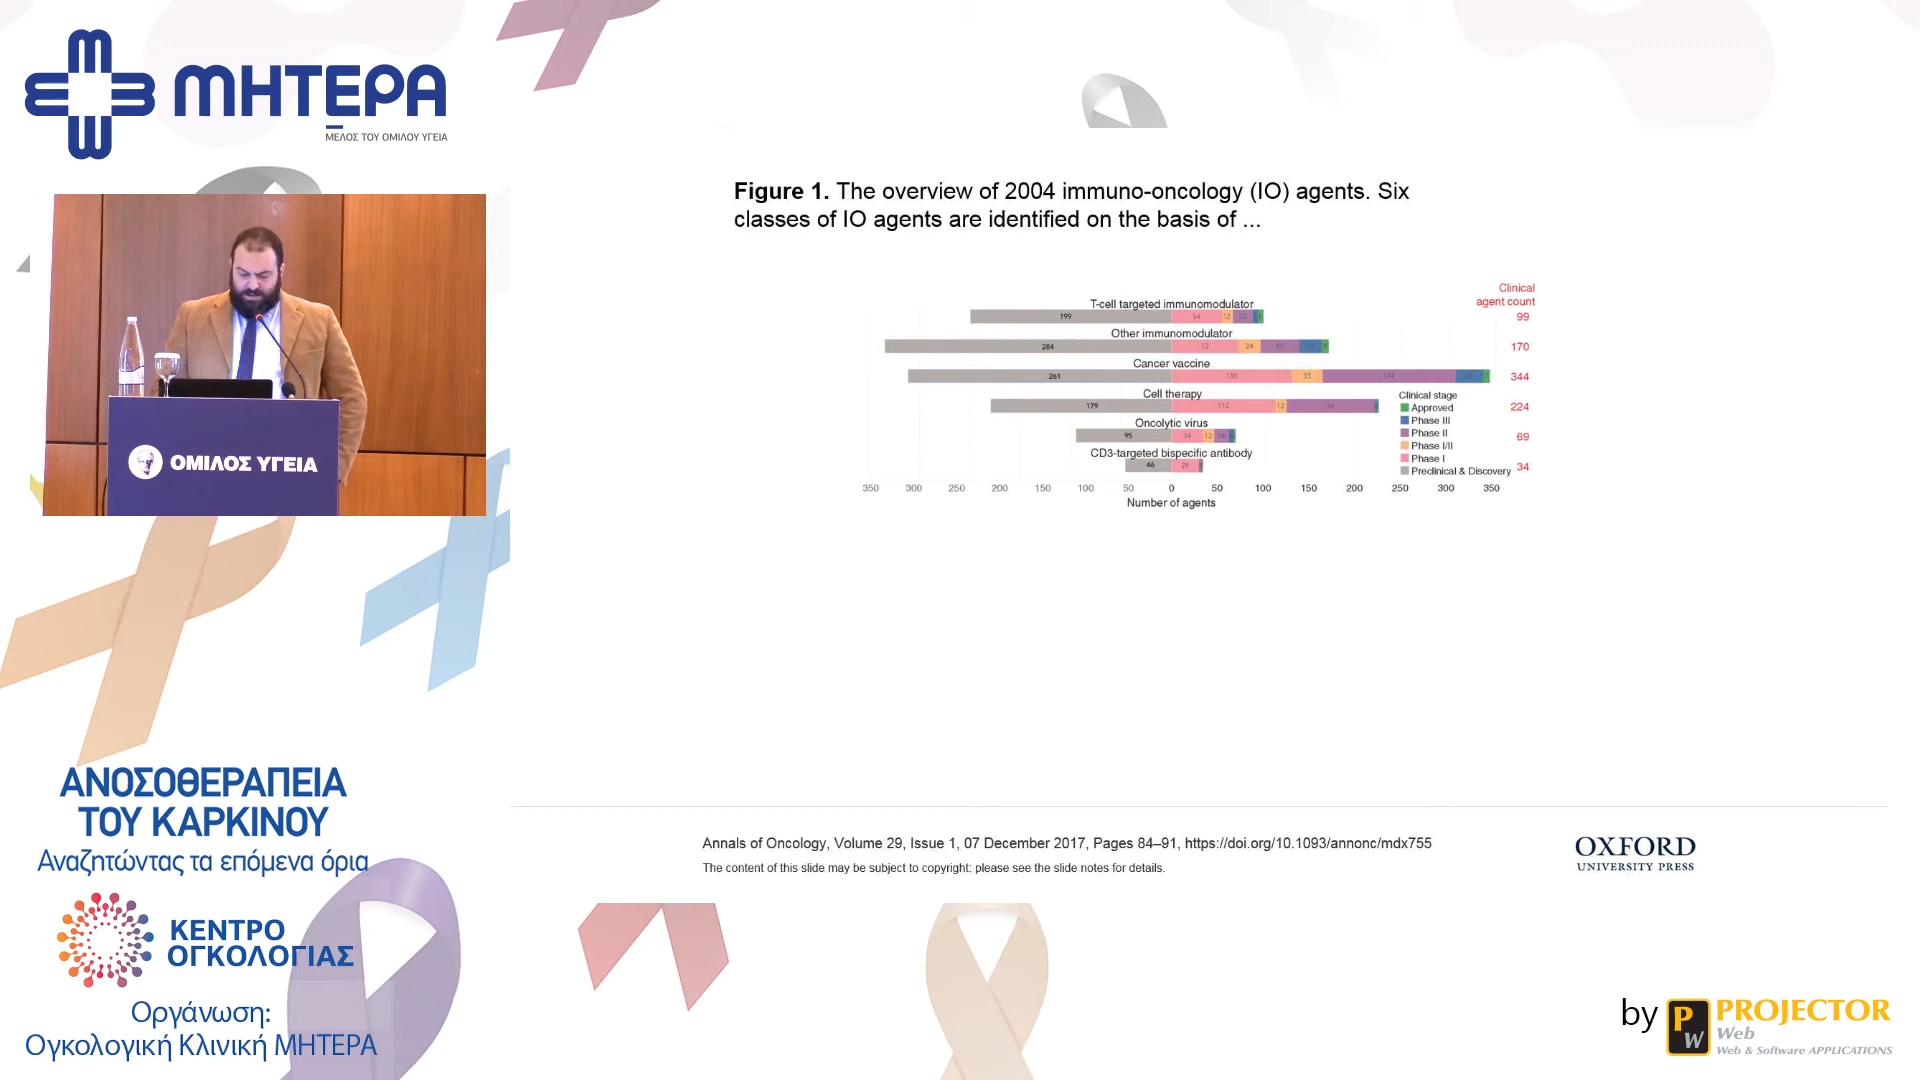 ΜΗΤΕΡΑ
ΜΕΛΟΣ ΤΟΥ ΟΜΙΛΟΥ ΥΓΕΙΑ
ΟΜΙΛΟΣ ΥΓΕΙΑ
ΑΝΟΣΟΘΕΡΑΠΕΙΑ
ΤΟΥ ΚΑΡΚΙΝΟΥ
Αναζητώντας τα επόμενα όρια
ΚΕΝΤΡΟ
ΟΓΚΟΛΟΓΙΑΣ
Οργάνωση:
Ογκολογική Κλινική ΜΗΤΕΡΑ
Figure 1. The overview of 2004 immuno-oncology (IO) agents. Six
classes of IO agents are identified on the basis of ...
Clinical
agent count
T-cell targeted immunomodulator
199 54 12 22 99
Other immunomodulator
284 72 24 42 170
Cancer vaccine
261 130 33 144 344
Cell therapy
179 112 12 94 224
Oncolytic virus
95 34 12 16 69
CD3-targeted bispecific antibody
46 29 34
Clinical stage
Approved
Phase III
Phase II
Phase I/II
Phase I
Preclinical & Discovery
350 300 250 200 150 100 50 0 50 100 150 200 250 300 350
Number of agents
Annals of Oncology, Volume 29, Issue 1, 07 December 2017, Pages 84–91, https://doi.org/10.1093/annonc/mdx755
The content of this slide may be subject to copyright: please see the slide notes for details.
OXFORD
UNIVERSITY PRESS
by PW PROJECTOR
Web
Web & Software APPLICATIONS